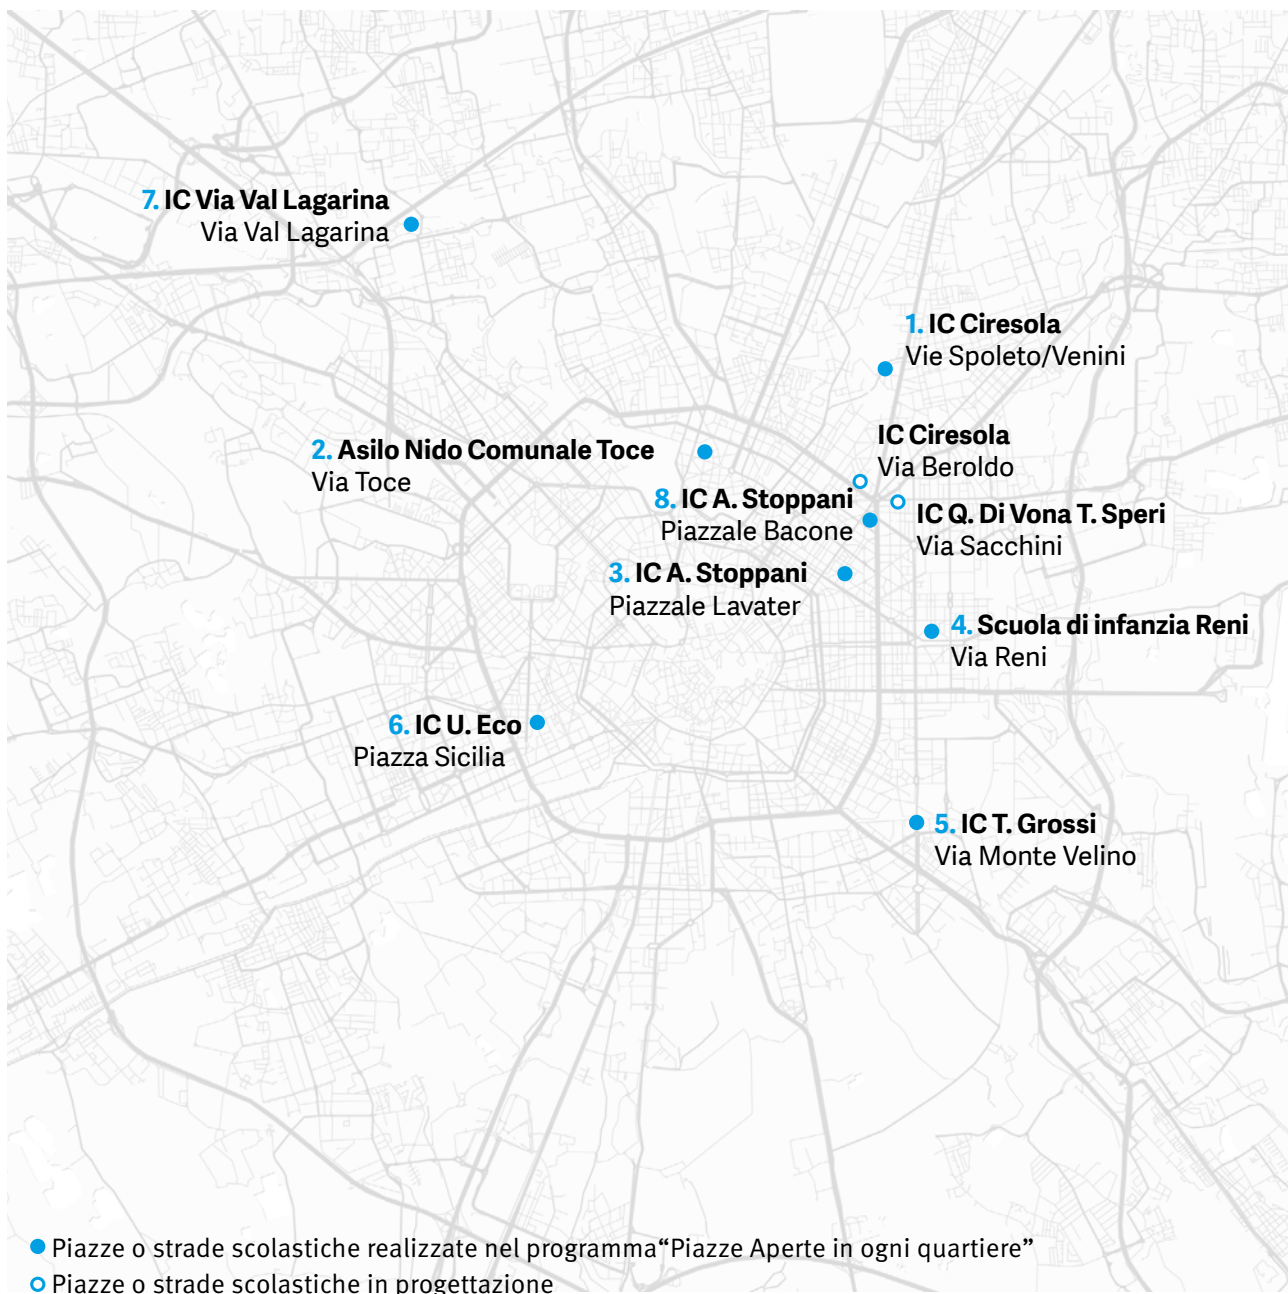 7. IC Via Val Lagarina
Via Val Lagarina
1. IC Ciresola
Vie Spoleto/Venini
IC Ciresola
Via Beroldo
2. Asilo Nido Comunale Toce
Via Toce
8. IC A. Stoppani
Piazzale Bacone
IC Q. Di Vona T. Speri
Via Sacchini
3. IC A. Stoppani
Piazzale Lavater
4. Scuola di infanzia Reni
Via Reni
6. IC U. Eco
Piazza Sicilia
5. IC T. Grossi
Via Monte Velino
Piazze o strade scolastiche realizzate nel programma“Piazze Aperte in ogni quartiere”
Piazze o strade scolastiche in progettazione